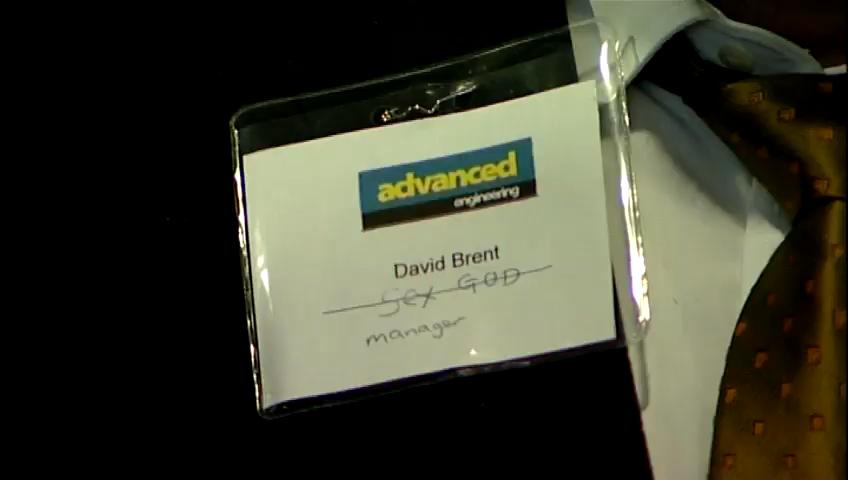 advanced
engineering
David Brent
Sex GOD
manager